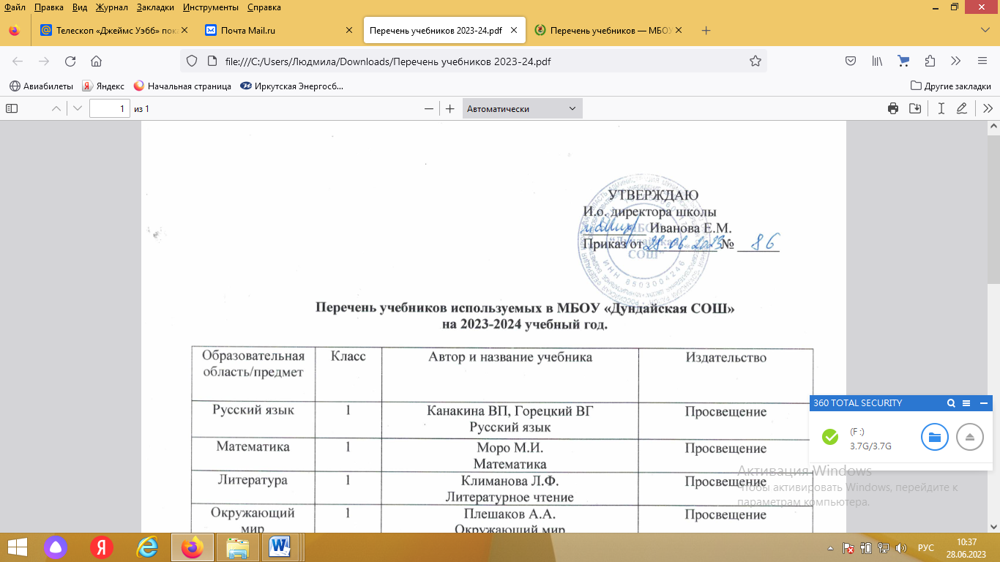 Файл Правка Вид Журнал Закладки Инструменты Справка
Телескоп «Джеймс Уэбб» пока
Почта Mail.ru
Перечень учебников 2023-24.pdf
Перечень учебников — МБОУ
file:///C:/Users/Людмила/Downloads/Перечень учебников 2023-24.pdf
Авиабилеты
Яндекс
Начальная страница
Иркутская Энергосб...
Другие закладки
1 из 1
Автоматически
УТВЕРЖДАЮ
И.о. директора школы
Иванова Е.М.
Приказ от 28.06.2023 № 86
МБОУ
"Дундайская
СОШ"
ИНН 8503004246
Перечень учебников используемых в МБОУ «Дундайская СОШ»
на 2023-2024 учебный год.
Образовательная область/предмет
Класс
Автор и название учебника
Издательство
Русский язык
1
Канакина ВП, Горецкий ВГ
Русский язык
Просвещение
Математика
1
Моро М.И.
Математика
Просвещение
Литература
1
Климанова Л.Ф.
Литературное чтение
Просвещение
Окружающий
мир
1
Плешаков А.А.
Окружающий мир
Просвещение
360 TOTAL SECURITY
(F :)
3.7G/3.7G
Активация Windows
Чтобы активировать Windows, перейдите к
параметрам компьютера.
РУС
10:37
28.06.2023